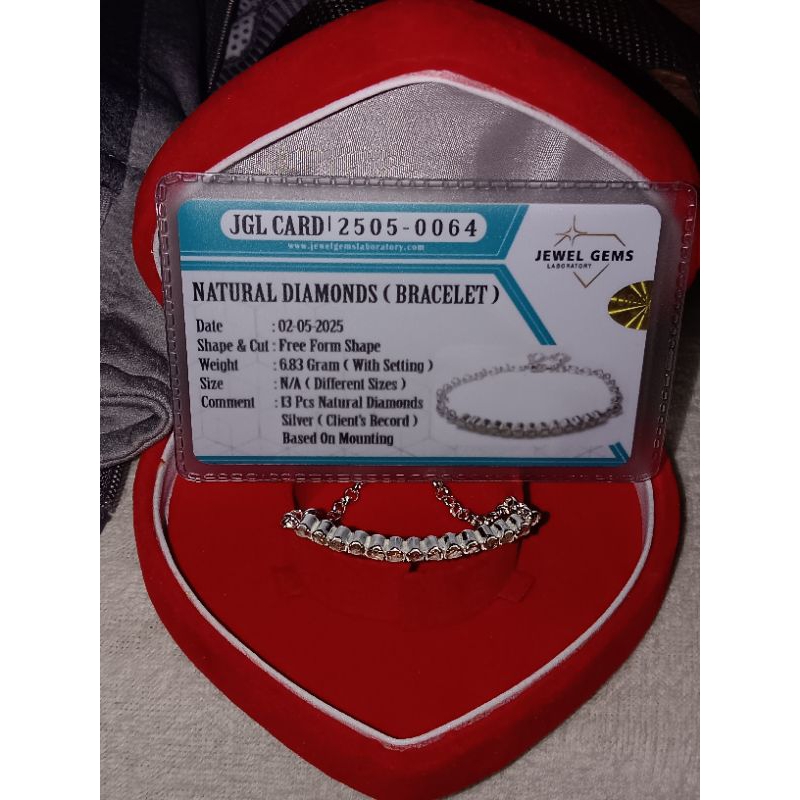 JGL CARD| 2505-0064
www.jewelgemslaboratory.com
JEWEL GEMS
LABORATORY
NATURAL DIAMONDS ( BRACELET )
Date : 02-05-2025
Shape & Cut : Free Form Shape
Weight : 6.83 Gram ( With Setting )
Size : N/A ( Different Sizes )
Comment : 13 Pcs Natural Diamonds
Silver ( Client's Record )
Based On Mounting